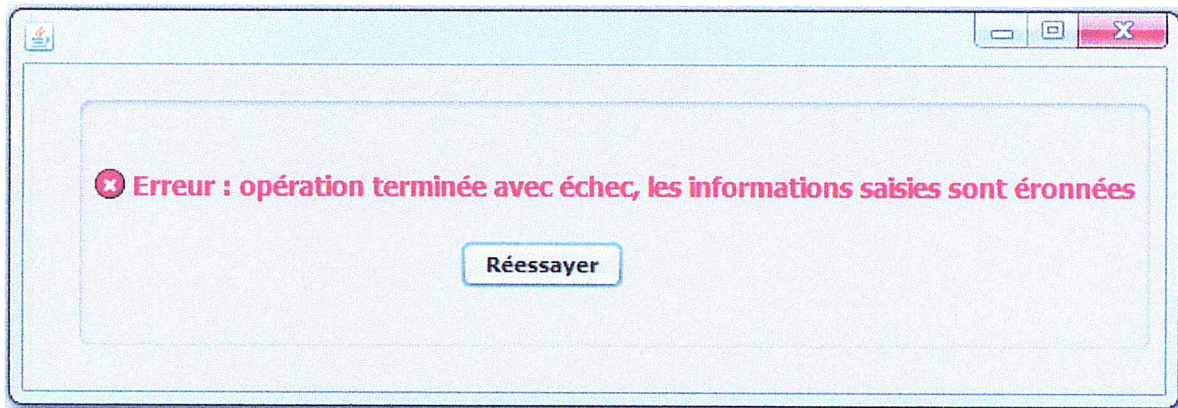 Erreur : opération terminée avec échec, les informations saisies sont éronnées
Réessayer